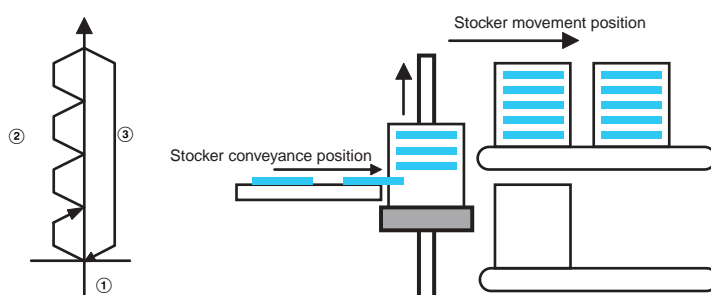 Stocker movement position
②
③
Stocker conveyance position
①